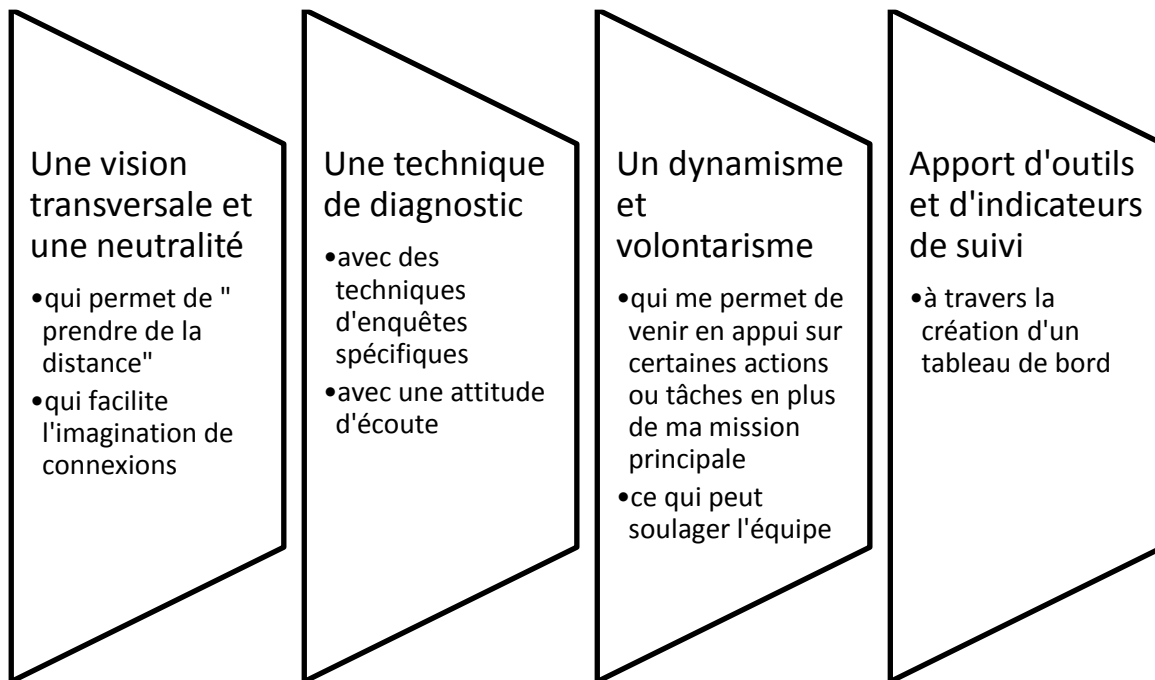 Une vision
transversale et
une neutralité
•qui permet de "
prendre de la
distance"
•qui facilite
l'imagination de
connexions
Une technique
de diagnostic
•avec des
techniques
d'enquêtes
spécifiques
•avec une attitude
d'écoute
Un dynamisme
et
volontarisme
•qui me permet de
venir en appui sur
certaines actions
ou tâches en plus
de ma mission
principale
•ce qui peut
soulager l'équipe
Apport d'outils
et d'indicateurs
de suivi
•à travers la
création d'un
tableau de bord